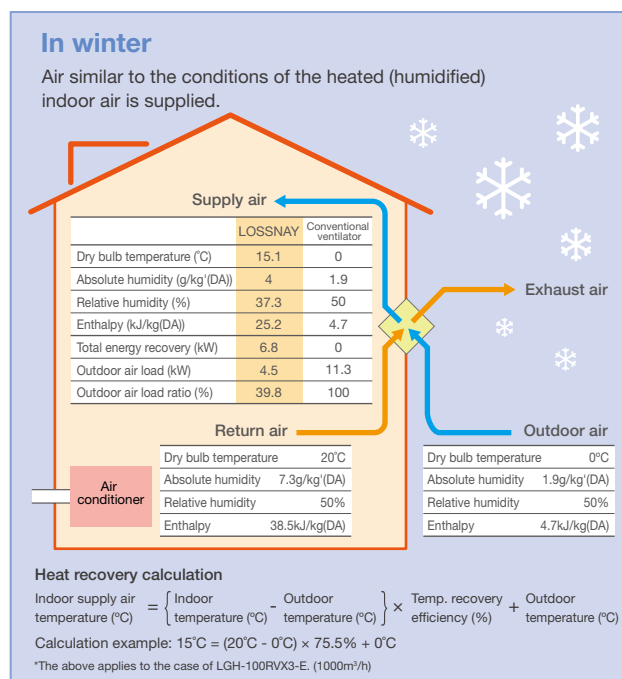 In winter
Air similar to the conditions of the heated (humidified)
indoor air is supplied.
Supply air
LOSSNAY Conventional ventilator
Dry bulb temperature (˚C) 15.1 0
Absolute humidity (g/kg'(DA)) 4 1.9
Relative humidity (%) 37.3 50
Enthalpy (kJ/kg(DA)) 25.2 4.7
Total energy recovery (kW) 6.8 0
Outdoor air load (kW) 4.5 11.3
Outdoor air load ratio (%) 39.8 100
Exhaust air
Return air
Dry bulb temperature 20˚C
Absolute humidity 7.3g/kg'(DA)
Relative humidity 50%
Enthalpy 38.5kJ/kg(DA)
Outdoor air
Dry bulb temperature 0ºC
Absolute humidity 1.9g/kg'(DA)
Relative humidity 50%
Enthalpy 4.7kJ/kg(DA)
Air
conditioner
Heat recovery calculation
Indoor supply air temperature (ºC) = { Indoor temperature (ºC) - Outdoor temperature (ºC) } × Temp. recovery efficiency (%) + Outdoor temperature (ºC)
Calculation example: 15˚C = (20˚C - 0˚C) × 75.5% + 0˚C
*The above applies to the case of LGH-100RVX3-E. (1000m³/h)